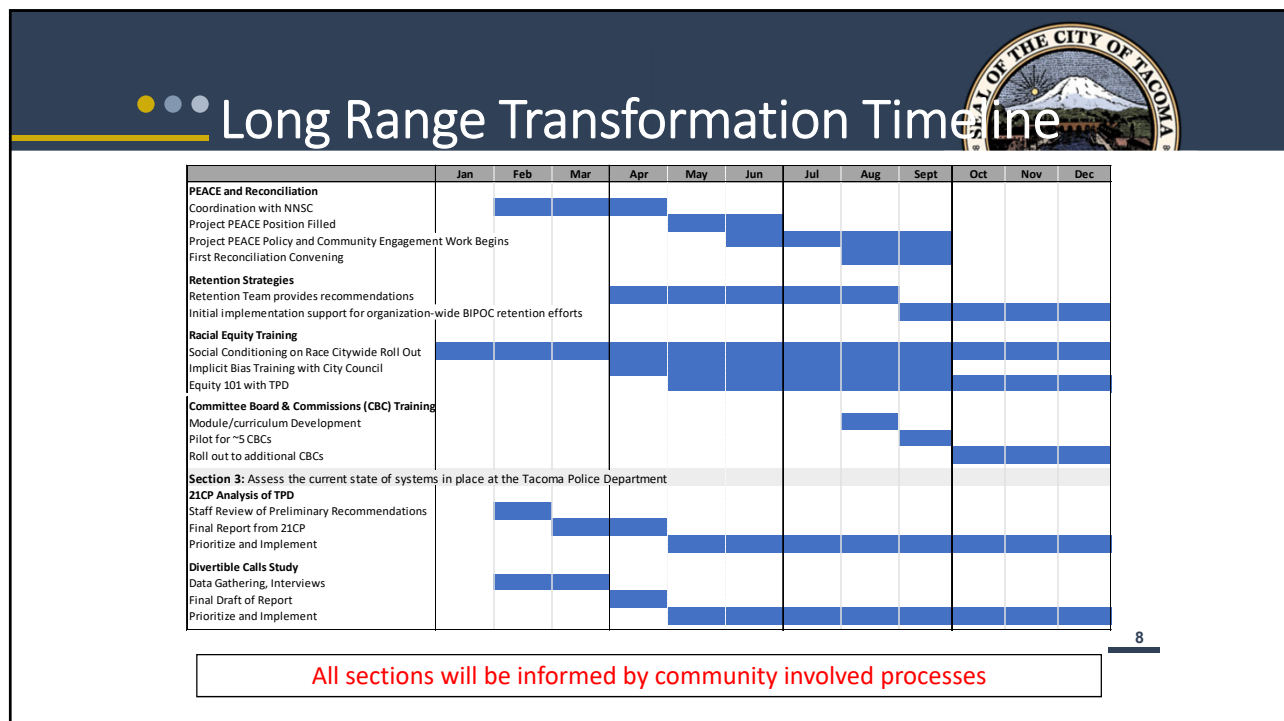 SEAL OF THE CITY OF TACOMA
Long Range Transformation Timeline
Jan Feb Mar Apr May Jun Jul Aug Sept Oct Nov Dec
PEACE and Reconciliation
Coordination with NNSC
Project PEACE Position Filled
Project PEACE Policy and Community Engagement Work Begins
First Reconciliation Convening
Retention Strategies
Retention Team provides recommendations
Initial implementation support for organization-wide BIPOC retention efforts
Racial Equity Training
Social Conditioning on Race Citywide Roll Out
Implicit Bias Training with City Council
Equity 101 with TPD
Committee Board & Commissions (CBC) Training
Module/curriculum Development
Pilot for ~5 CBCs
Roll out to additional CBCs
Section 3: Assess the current state of systems in place at the Tacoma Police Department
21CP Analysis of TPD
Staff Review of Preliminary Recommendations
Final Report from 21CP
Prioritize and Implement
Divertible Calls Study
Data Gathering, Interviews
Final Draft of Report
Prioritize and Implement
8
All sections will be informed by community involved processes